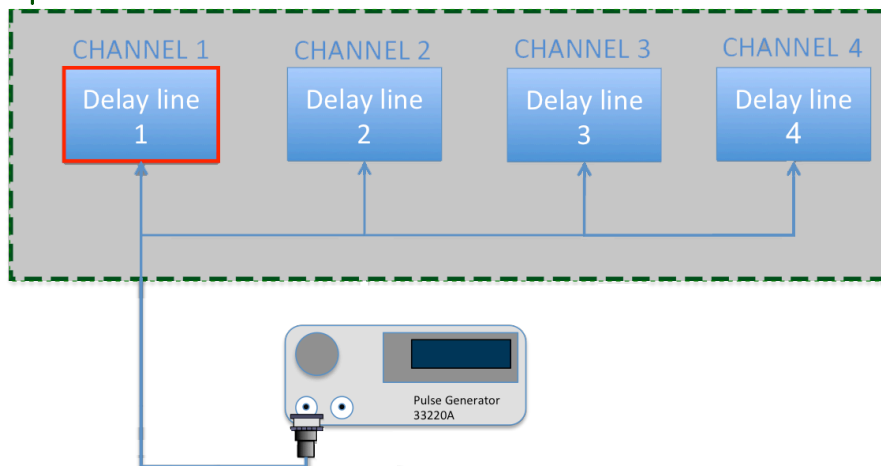 CHANNEL 1
CHANNEL 2
CHANNEL 3
CHANNEL 4
Delay line
1
Delay line
2
Delay line
3
Delay line
4
Pulse Generator
33220A